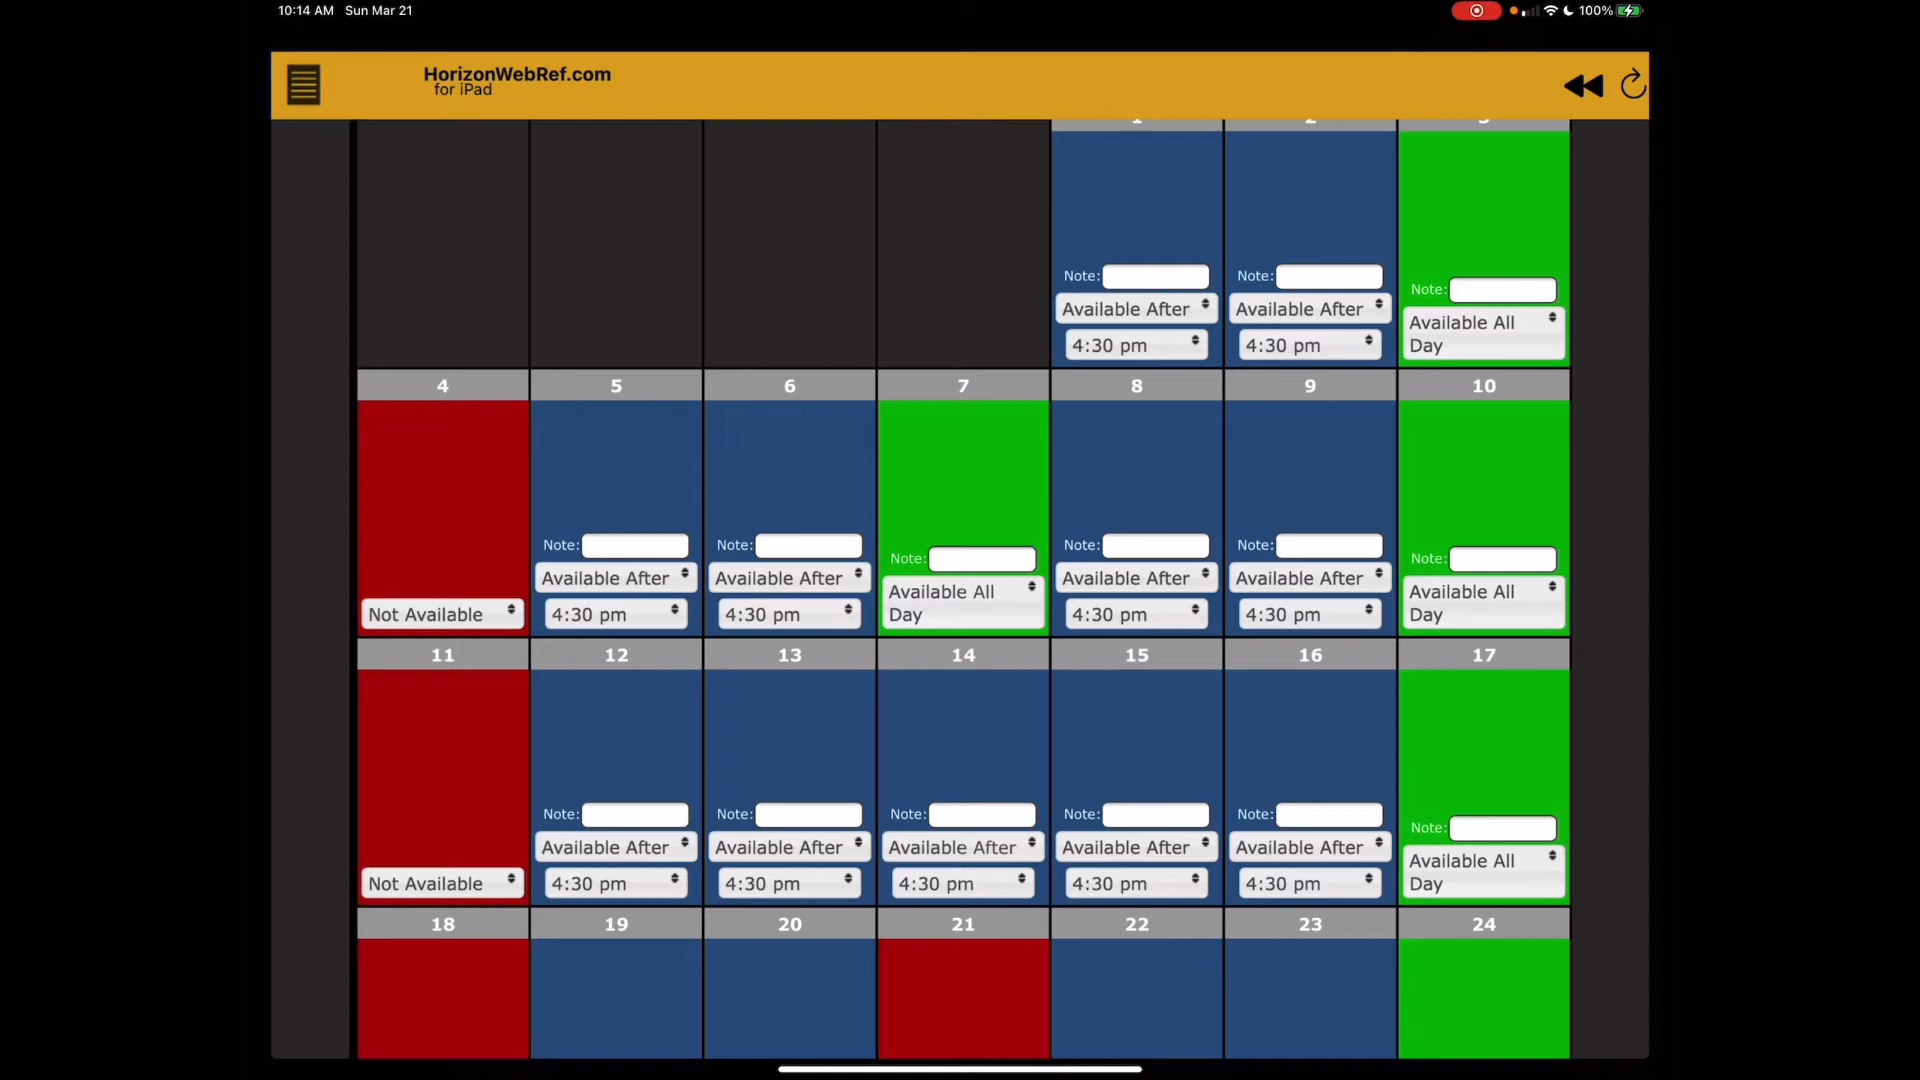 10:14 AM Sun Mar 21
100%
HorizonWebRef.com
for iPad
1 2 3
Note: Note: Note:
Available After Available After Available All
Day
4:30 pm 4:30 pm
4 5 6 7 8 9 10
Note: Note: Note: Note: Note: Note:
Available After Available After Available All Available After Available After Available All
Not Available 4:30 pm 4:30 pm Day 4:30 pm 4:30 pm Day
11 12 13 14 15 16 17
Note: Note: Note: Note: Note: Note:
Available After Available After Available After Available After Available After Available All
Not Available 4:30 pm 4:30 pm 4:30 pm 4:30 pm 4:30 pm Day
18 19 20 21 22 23 24